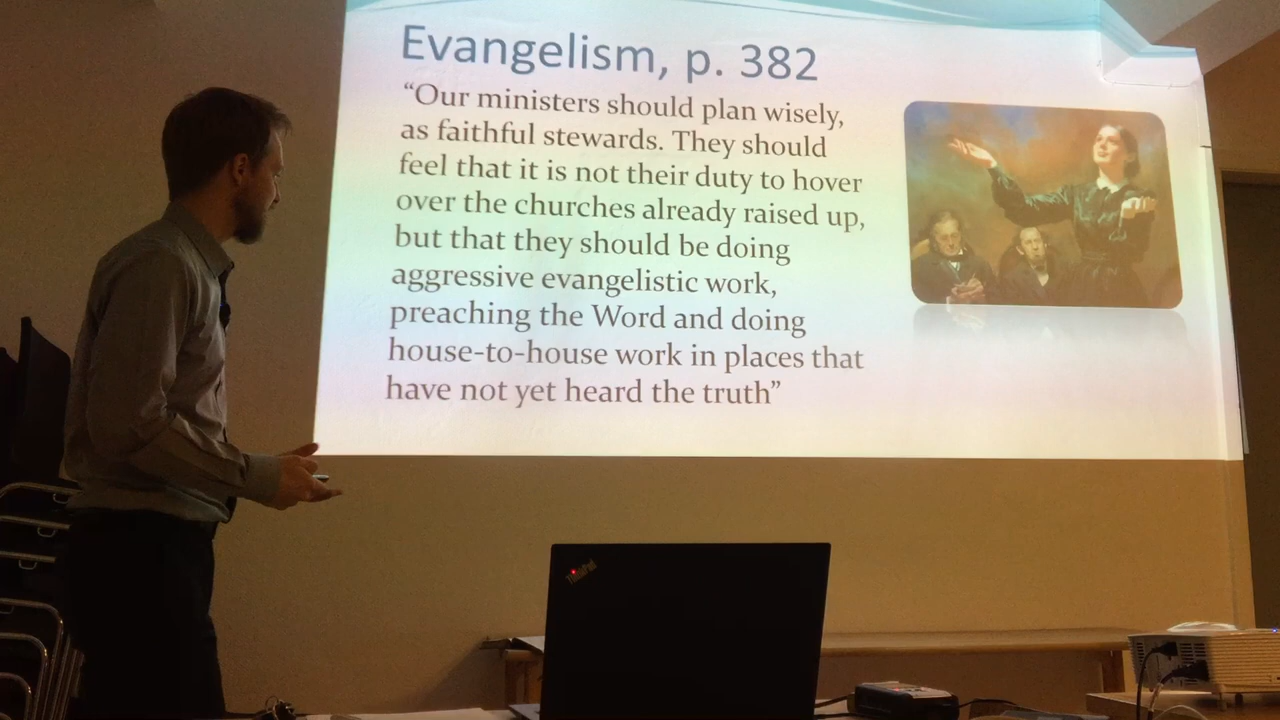 Evangelism, p. 382
“Our ministers should plan wisely,
as faithful stewards. They should
feel that it is not their duty to hover
over the churches already raised up,
but that they should be doing
aggressive evangelistic work,
preaching the Word and doing
house-to-house work in places that
have not yet heard the truth”
ThinkPad